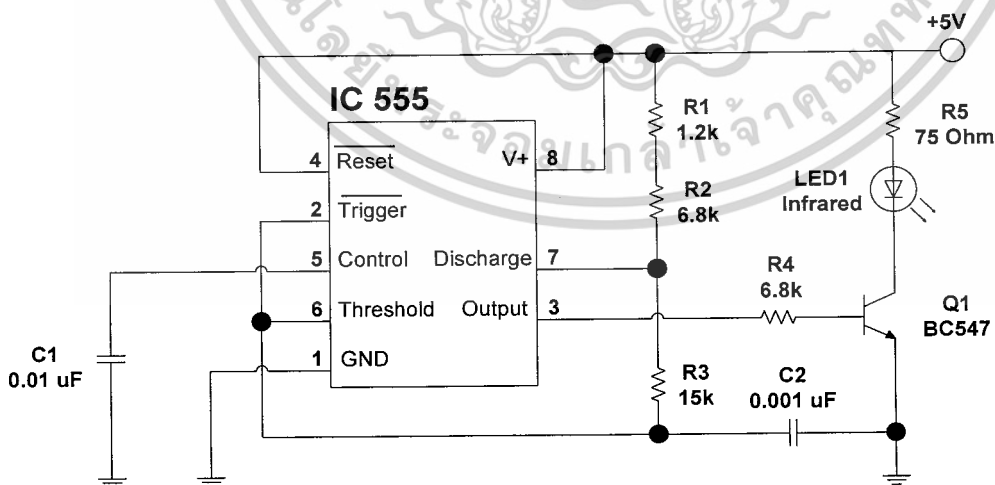 +5V
IC 555
R1
1.2k
R5
75 Ohm
4
Reset
V+
8
LED1
Infrared
R2
6.8k
2
Trigger
5
Control
Discharge
7
R4
6.8k
6
Threshold
Output
3
Q1
BC547
C1
0.01 uF
1
GND
R3
15k
C2
0.001 uF